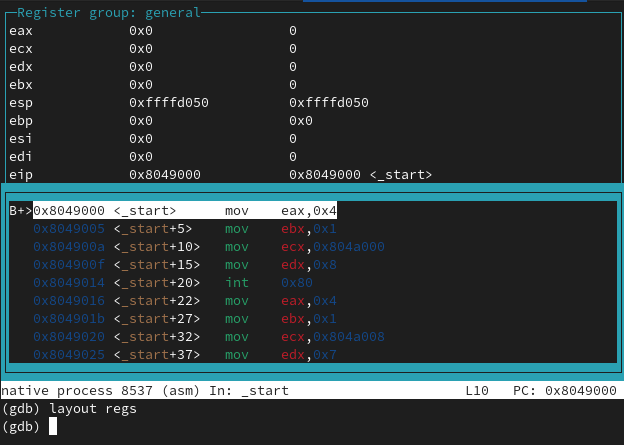 Register group: general
eax 0x0 0
ecx 0x0 0
edx 0x0 0
ebx 0x0 0
esp 0xffffd050 0xffffd050
ebp 0x0 0x0
esi 0x0 0
edi 0x0 0
eip 0x8049000 0x8049000 <_start>
B+>0x8049000 <_start> mov eax,0x4
0x8049005 <_start+5> mov ebx,0x1
0x804900a <_start+10> mov ecx,0x804a000
0x804900f <_start+15> mov edx,0x8
0x8049014 <_start+20> int 0x80
0x8049016 <_start+22> mov eax,0x4
0x804901b <_start+27> mov ebx,0x1
0x8049020 <_start+32> mov ecx,0x804a008
0x8049025 <_start+37> mov edx,0x7
native process 8537 (asm) In: _start L10 PC: 0x8049000
(gdb) layout regs
(gdb)